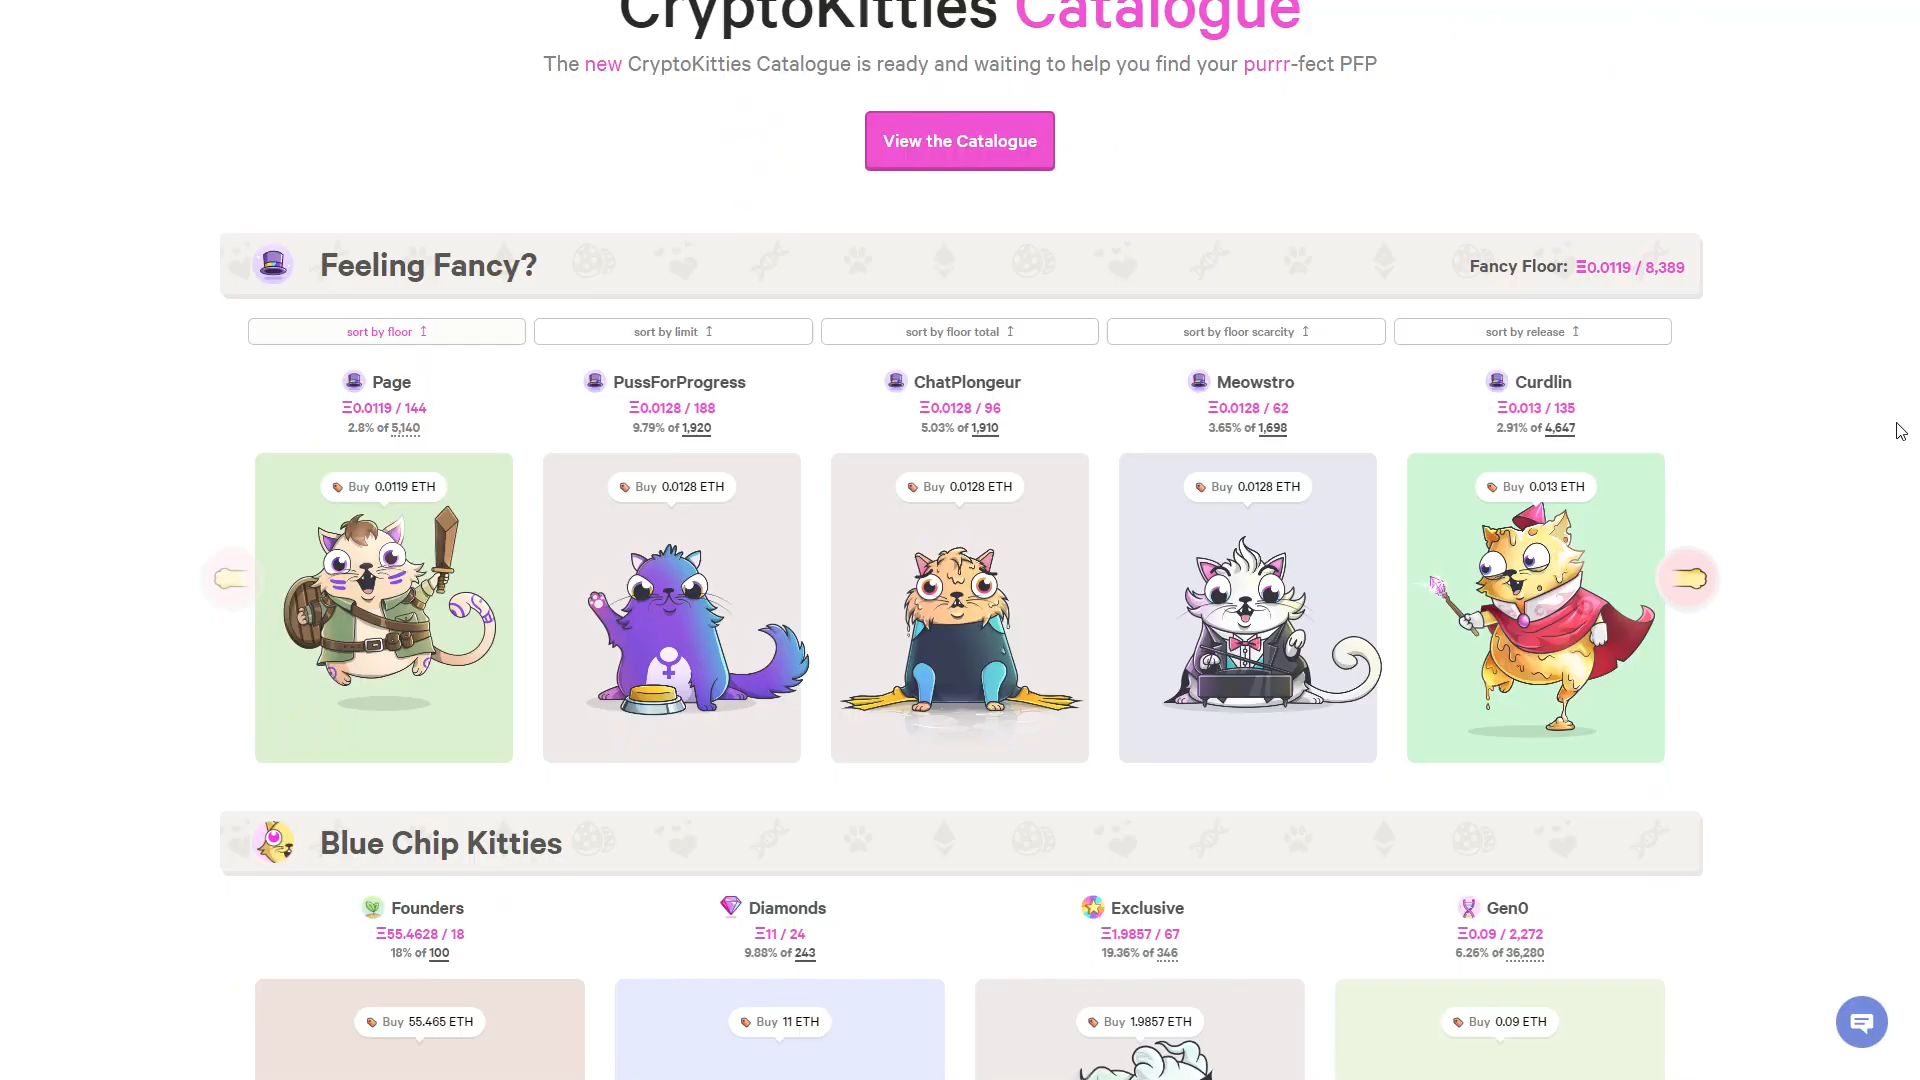 CryptoKitties Catalogue
The new CryptoKitties Catalogue is ready and waiting to help you find your purrr-fect PFP
View the Catalogue
Feeling Fancy?
Fancy Floor: Ξ0.0119 / 8,389
sort by floor ↥
sort by limit ↥
sort by floor total ↥
sort by floor scarcity ↥
sort by release ↥
Page
Ξ0.0119 / 144
2.8% of 5,140
Buy 0.0119 ETH
PussForProgress
Ξ0.0128 / 188
9.79% of 1,920
Buy 0.0128 ETH
ChatPlongeur
Ξ0.0128 / 96
5.03% of 1,910
Buy 0.0128 ETH
Meowstro
Ξ0.0128 / 62
3.65% of 1,698
Buy 0.0128 ETH
Curdlin
Ξ0.013 / 135
2.91% of 4,647
Buy 0.013 ETH
Blue Chip Kitties
Founders
Ξ55.4628 / 18
18% of 100
Buy 55.465 ETH
Diamonds
Ξ11 / 24
9.88% of 243
Buy 11 ETH
Exclusive
Ξ1.9857 / 67
19.36% of 346
Buy 1.9857 ETH
Gen0
Ξ0.09 / 2,272
6.26% of 36,280
Buy 0.09 ETH